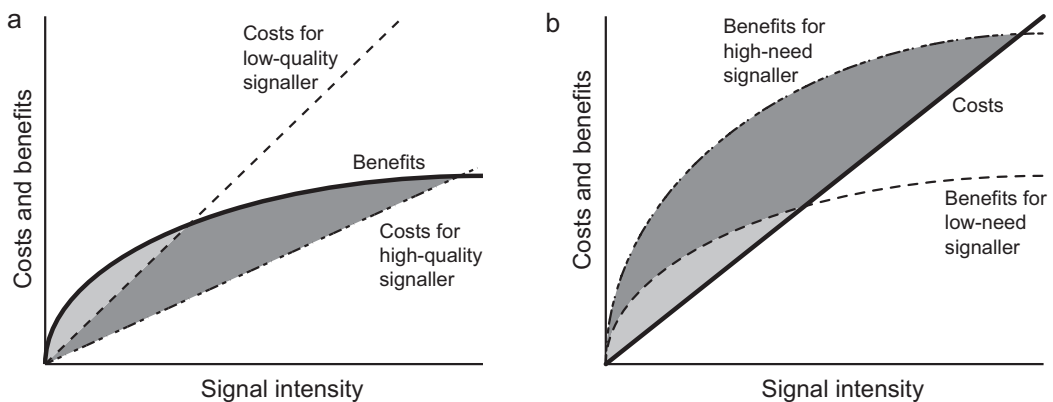 a
Costs and benefits
Costs for
low-quality
signaller
Benefits
Costs for
high-quality
signaller
Signal intensity
b
Costs and benefits
Benefits for
high-need
signaller
Costs
Benefits for
low-need
signaller
Signal intensity